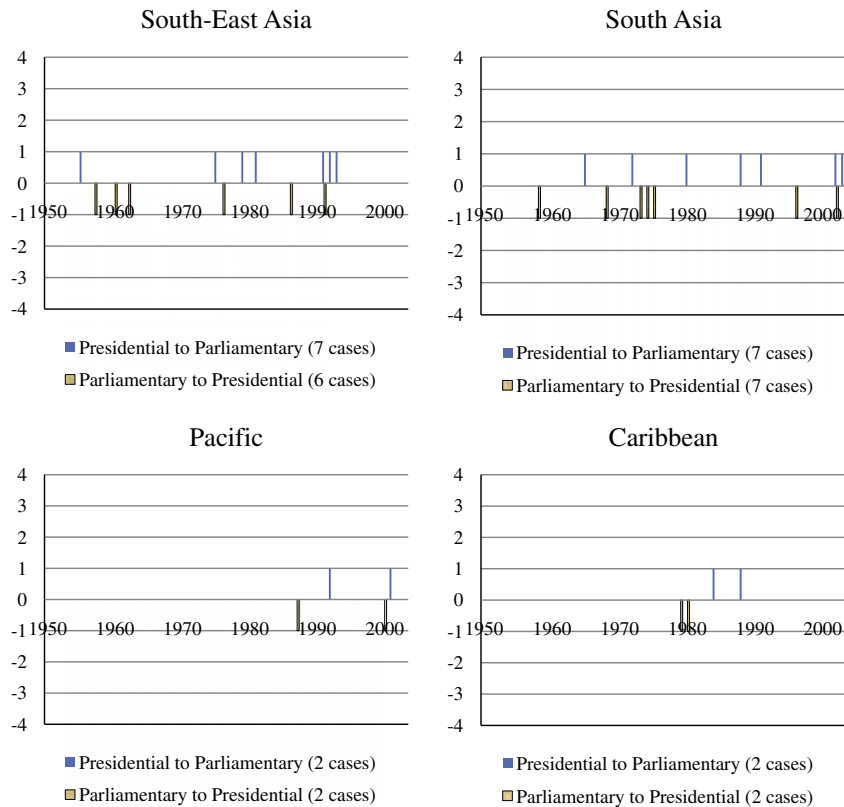 South-East Asia
4
3
2
1
0
-1
-2
-3
-4
1950 1960 1970 1980 1990 2000
Presidential to Parliamentary (7 cases)
Parliamentary to Presidential (6 cases)
South Asia
4
3
2
1
0
-1
-2
-3
-4
1950 1960 1970 1980 1990 2000
Presidential to Parliamentary (7 cases)
Parliamentary to Presidential (7 cases)
Pacific
4
3
2
1
0
-1
-2
-3
-4
1950 1960 1970 1980 1990 2000
Presidential to Parliamentary (2 cases)
Parliamentary to Presidential (2 cases)
Caribbean
4
3
2
1
0
-1
-2
-3
-4
1950 1960 1970 1980 1990 2000
Presidential to Parliamentary (2 cases)
Parliamentary to Presidential (2 cases)